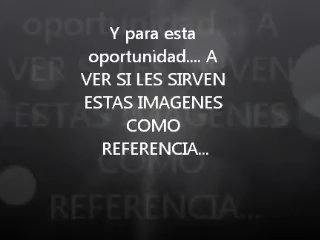 Y para esta
oportunidad.... A
VER SI LES SIRVEN
ESTAS IMAGENES
COMO
REFERENCIA...